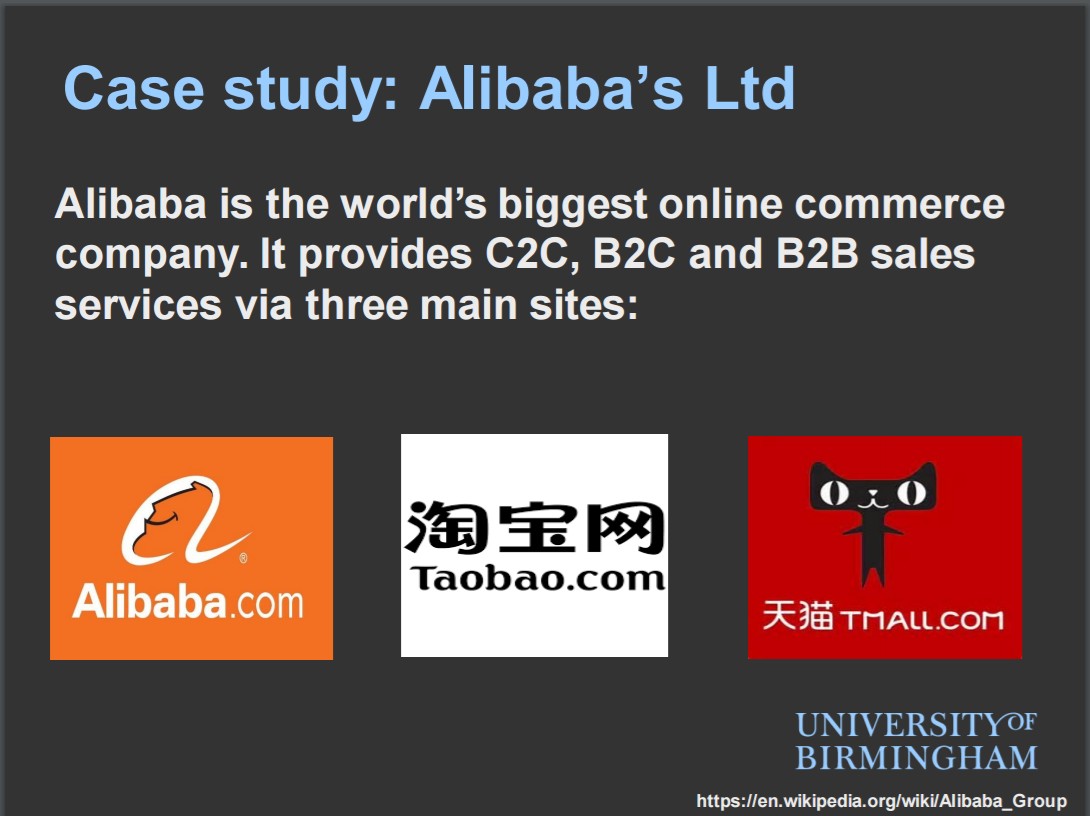 Case study: Alibaba’s Ltd
Alibaba is the world’s biggest online commerce
company. It provides C2C, B2C and B2B sales
services via three main sites:
Alibaba.com
®
淘宝网
Taobao.com
天猫 TMALL.COM
UNIVERSITY OF
BIRMINGHAM
https://en.wikipedia.org/wiki/Alibaba_Group